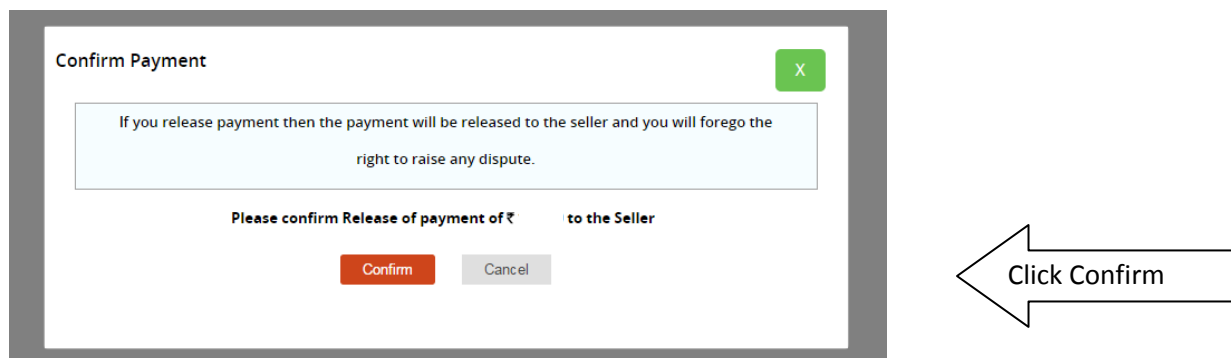 Confirm Payment
X
If you release payment then the payment will be released to the seller and you will forego the
right to raise any dispute.
Please confirm Release of payment of ₹ to the Seller
Confirm Cancel
Click Confirm